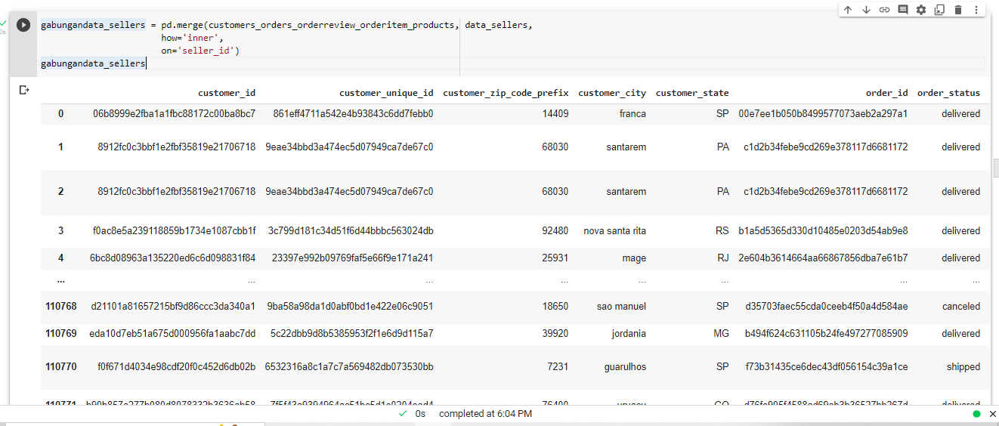 gabungandata_sellers = pd.merge(customers_orders_orderreview_orderitem_products, data_sellers,
how='inner',
on='seller_id')
gabungandata_sellers
customer_id customer_unique_id customer_zip_code_prefix customer_city customer_state order_id order_status
0 06b8999e2fba1a1fbc88172c00ba8bc7 861eff4711a542e4b93843c6dd7febb0 14409 franca SP 00e7ee1b050b8499577073aeb2a297a1 delivered
1 8912fc0c3bbf1e2fbf35819e21706718 9eae34bbd3a474ec5d07949ca7de67c0 68030 santarem PA c1d2b34febe9cd269e378117d6681172 delivered
2 8912fc0c3bbf1e2fbf35819e21706718 9eae34bbd3a474ec5d07949ca7de67c0 68030 santarem PA c1d2b34febe9cd269e378117d6681172 delivered
3 f0ac8e5a239118859b1734e1087cbb1f 3c799d181c34d51f6d44bbbc563024db 92480 nova santa rita RS b1a5d5365d330d10485e0203d54ab9e8 delivered
4 6bc8d08963a135220ed6c6d098831f84 23397e992b09769faf5e66f9e171a241 25931 mage RJ 2e604b3614664aa66867856dba7e61b7 delivered
... ... ... ... ... ... ... ...
110768 d21101a81657215bf9d86ccc3da340a1 9ba58a98da1d0abf0bd1e422e06c9051 18650 sao manuel SP d35703faec55cda0ceeb4f50a4d584ae canceled
110769 eda10d7eb51a675d000956fa1aabc7dd 5c22dbb9d8b5385953f2f1e6d9d115a7 39920 jordania MG b494f624c631105b24fe497277085909 delivered
110770 f0f671d4034e98cdf20f0c452d6db02b 6532316a8c1a7c7a569482db073530bb 7231 guarulhos SP f73b31435ce6dec43df056154c39a1ce shipped
110771 76400 uruacu GO delivered
0s completed at 6:04 PM